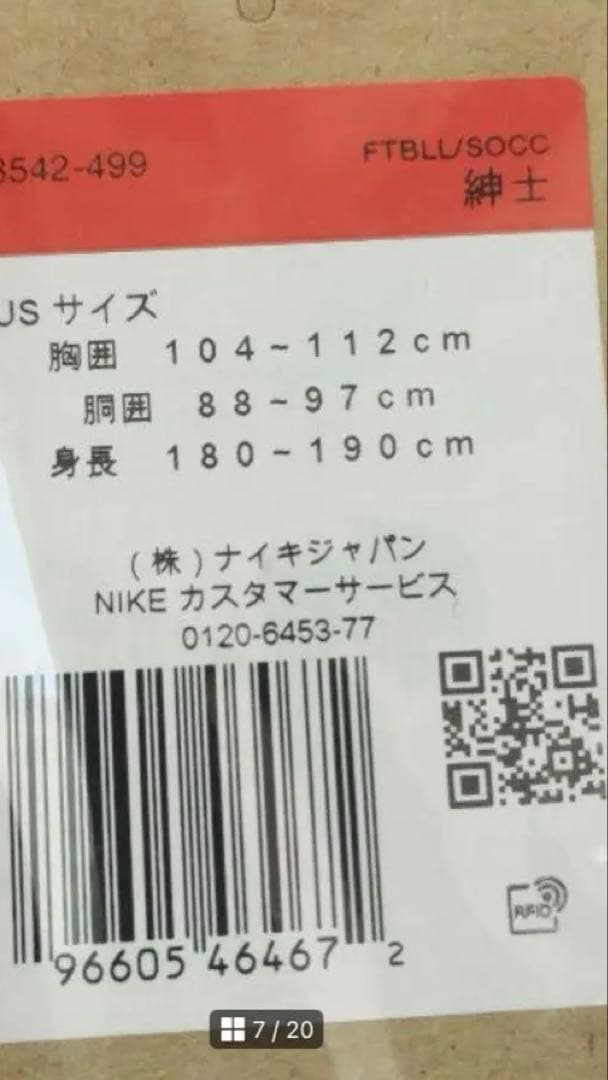 3542-499
FTBLL/SOCC
紳士
US サイズ
胸囲 104~112cm
胴囲 88~97cm
身長 180~190cm
(株)ナイキジャパン
NIKE カスタマーサービス
0120-6453-77
96605 46467 2
RFID
7 / 20